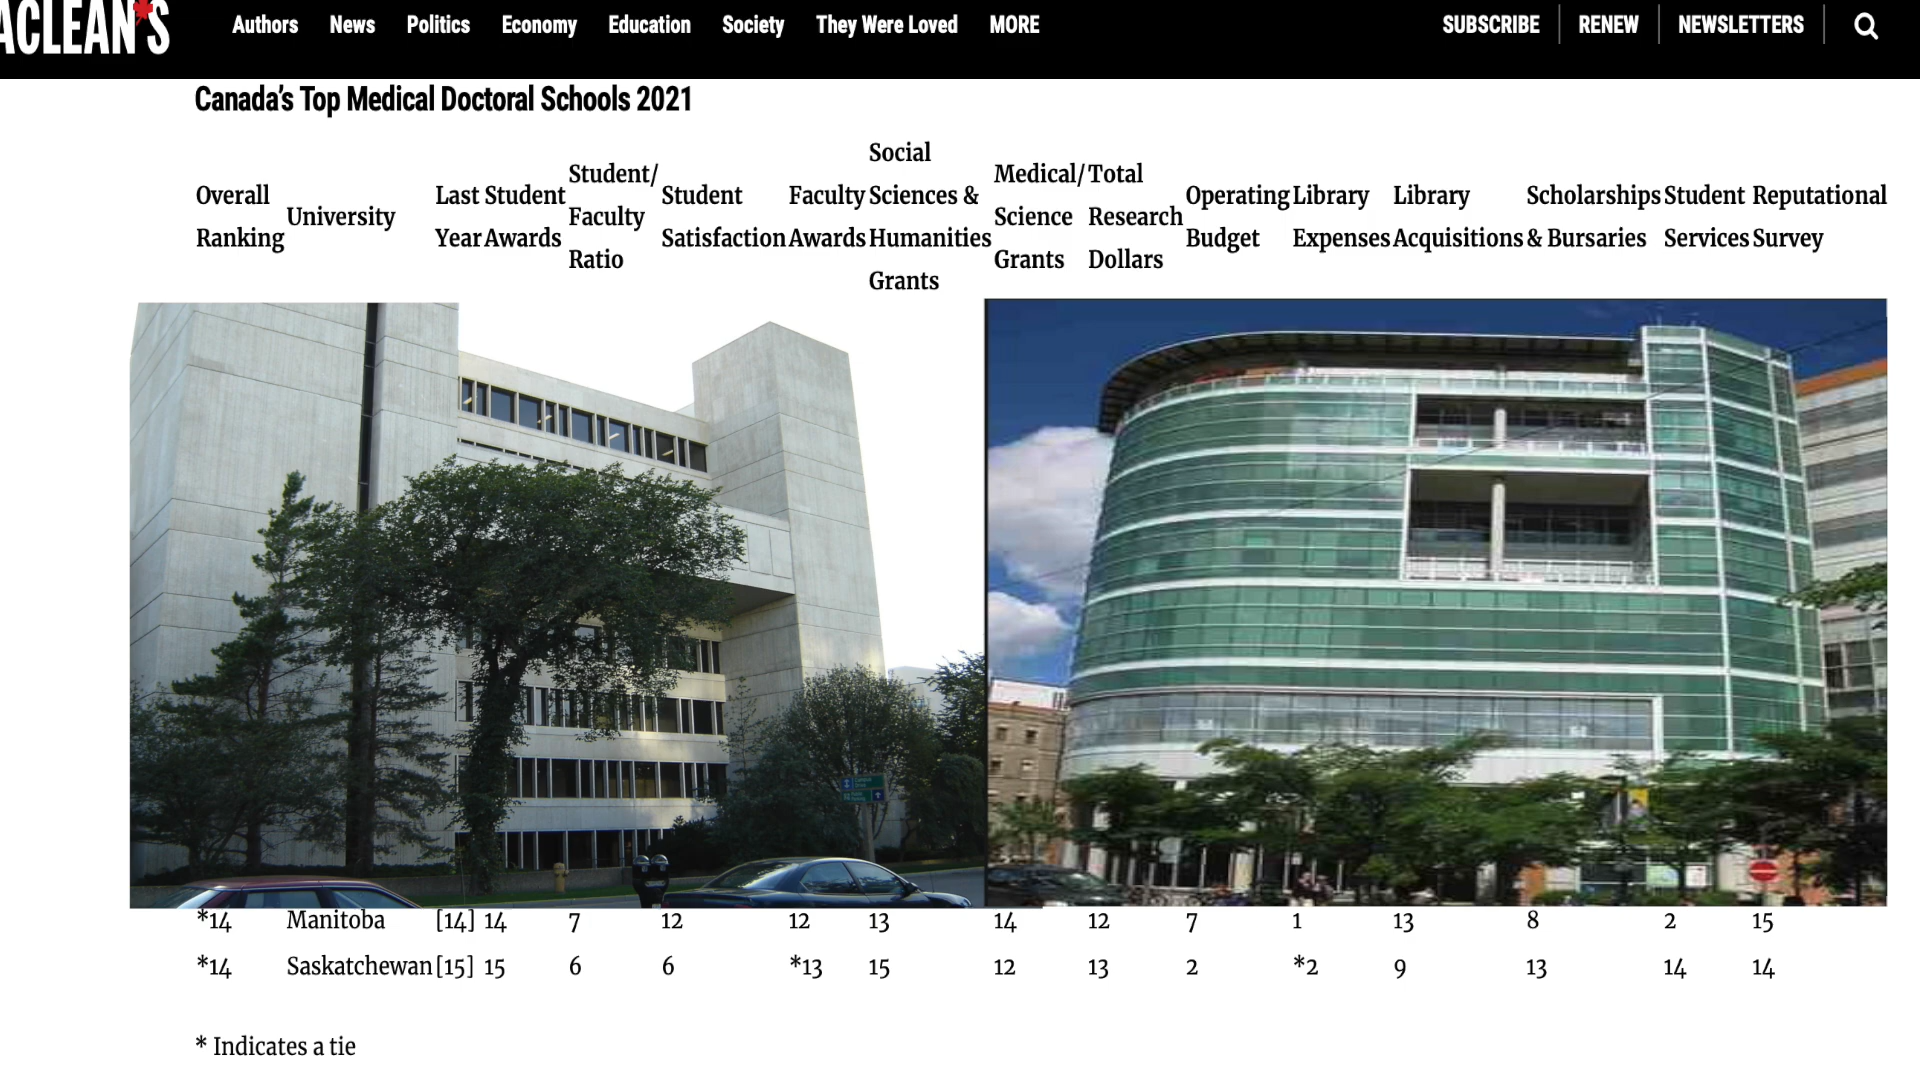 ACLEAN'S Authors News Politics Economy Education Society They Were Loved MORE SUBSCRIBE RENEW NEWSLETTERS
Canada's Top Medical Doctoral Schools 2021
Overall Ranking University Last Year Student Awards Student/ Faculty Ratio Student Satisfaction Faculty Awards Social Sciences & Humanities Grants Medical/ Science Grants Total Research Dollars Operating Budget Library Expenses Library Acquisitions Scholarships & Bursaries Student Services Reputational Survey
*14 Manitoba [14] 14 7 12 12 13 14 12 7 1 13 8 2 15
*14 Saskatchewan [15] 15 6 6 *13 15 12 13 2 *2 9 13 14 14
* Indicates a tie